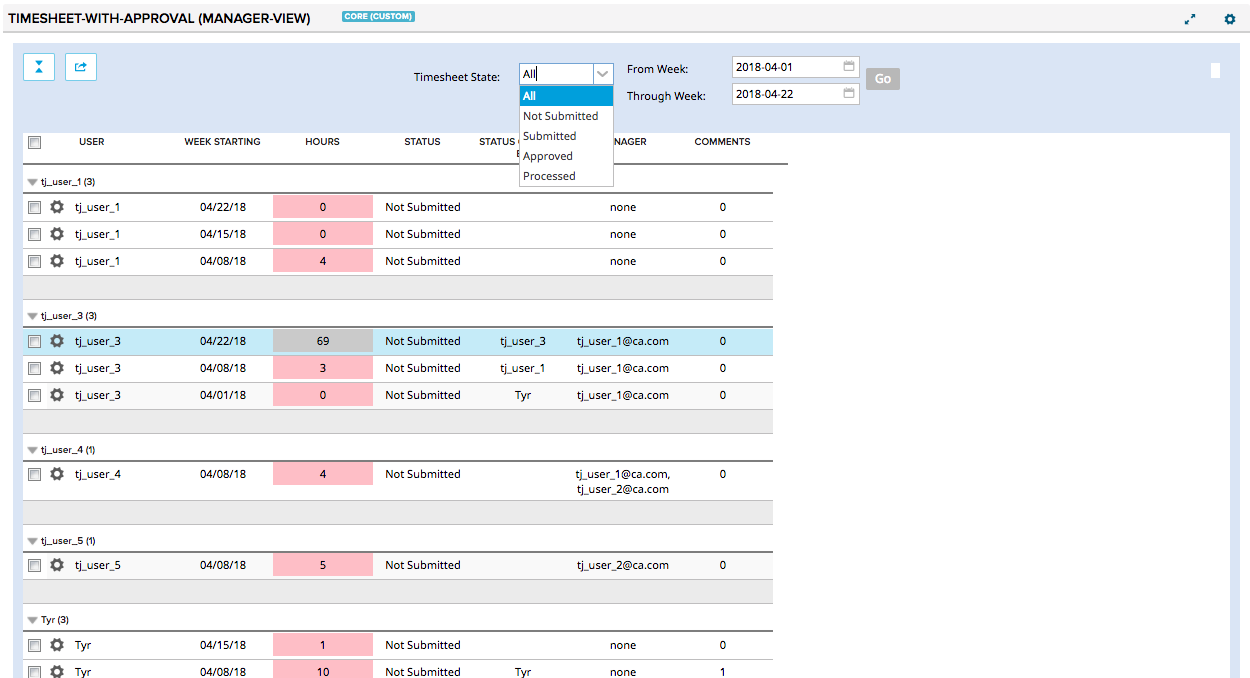 TIMESHEET-WITH-APPROVAL (MANAGER-VIEW) CORE (CUSTOM)
Timesheet State: All From Week: 2018-04-01 Go
Through Week: 2018-04-22
All
Not Submitted
Submitted
Approved
Processed
USER WEEK STARTING HOURS STATUS STATUS NAGER COMMENTS
tj_user_1 (3)
tj_user_1 04/22/18 0 Not Submitted none 0
tj_user_1 04/15/18 0 Not Submitted none 0
tj_user_1 04/08/18 4 Not Submitted none 0
tj_user_3 (3)
tj_user_3 04/22/18 69 Not Submitted tj_user_3 tj_user_1@ca.com 0
tj_user_3 04/08/18 3 Not Submitted tj_user_1 tj_user_1@ca.com 0
tj_user_3 04/01/18 0 Not Submitted Tyr tj_user_1@ca.com 0
tj_user_4 (1)
tj_user_4 04/08/18 4 Not Submitted tj_user_1@ca.com, 0
tj_user_2@ca.com
tj_user_5 (1)
tj_user_5 04/08/18 5 Not Submitted tj_user_2@ca.com 0
Tyr (3)
Tyr 04/15/18 1 Not Submitted none 0
Tyr 04/08/18 10 Not Submitted Tyr none 1